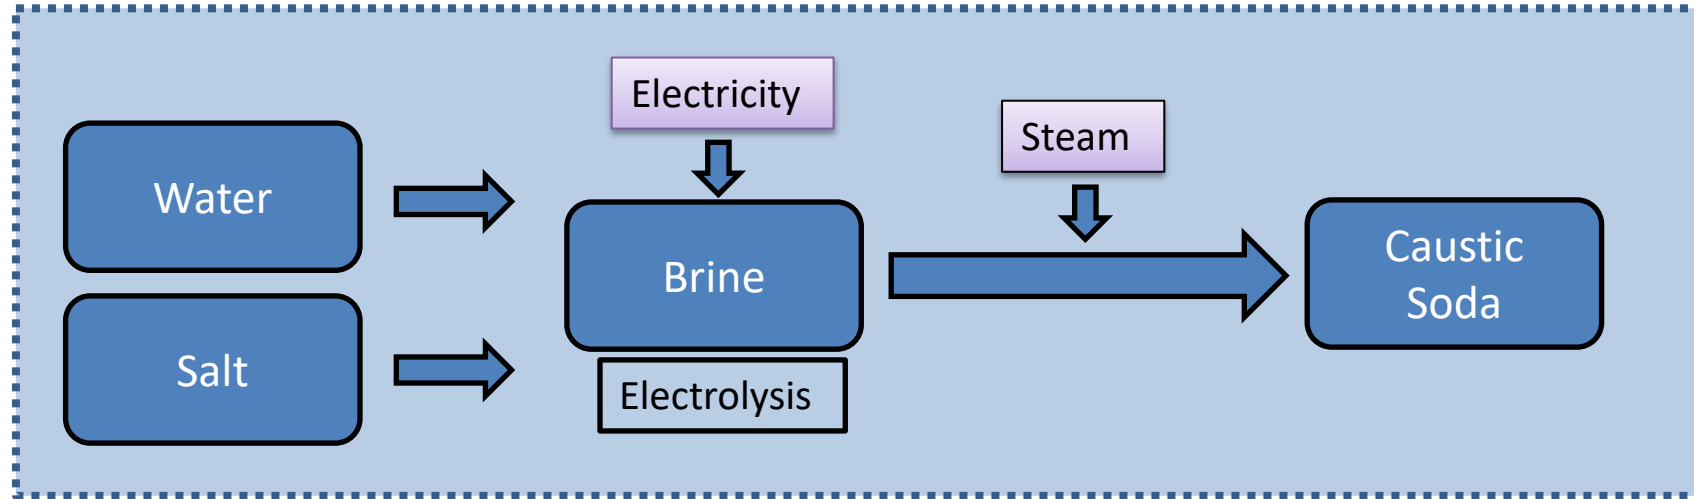 Electricity
Steam
Water
Brine
Caustic
Soda
Salt
Electrolysis